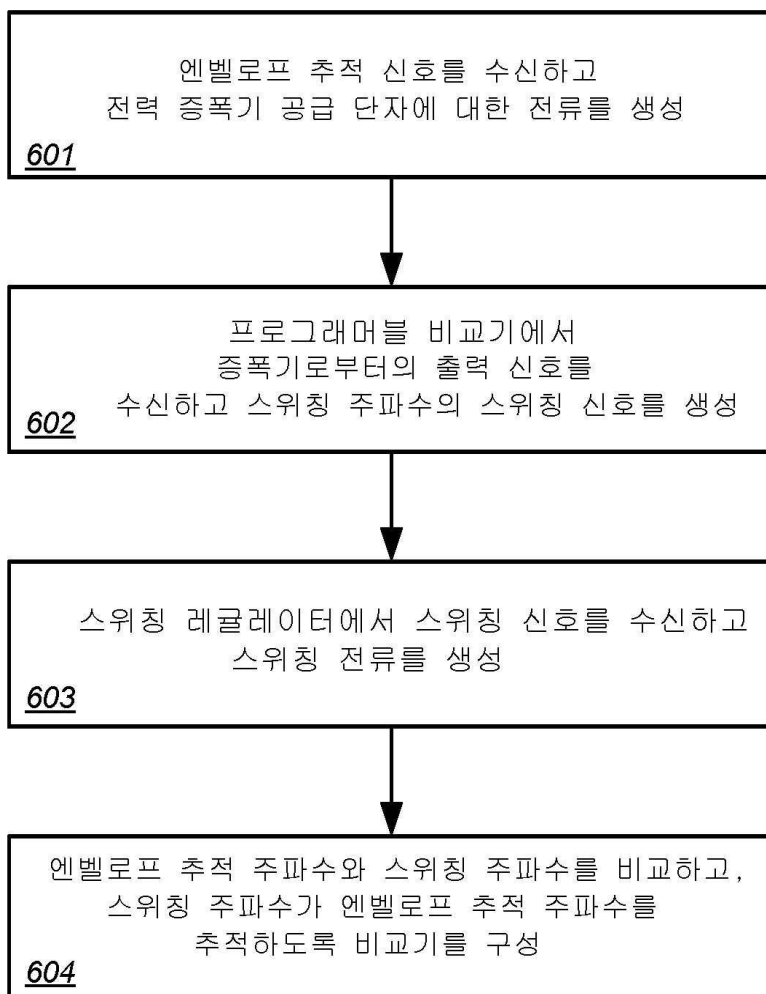 엔벨로프 추적 신호를 수신하고
전력 증폭기 공급 단자에 대한 전류를 생성
601
프로그래머블 비교기에서
증폭기로부터의 출력 신호를
수신하고 스위칭 주파수의 스위칭 신호를 생성
602
스위칭 레귤레이터에서 스위칭 신호를 수신하고
스위칭 전류를 생성
603
엔벨로프 추적 주파수와 스위칭 주파수를 비교하고,
스위칭 주파수가 엔벨로프 추적 주파수를
추적하도록 비교기를 구성
604